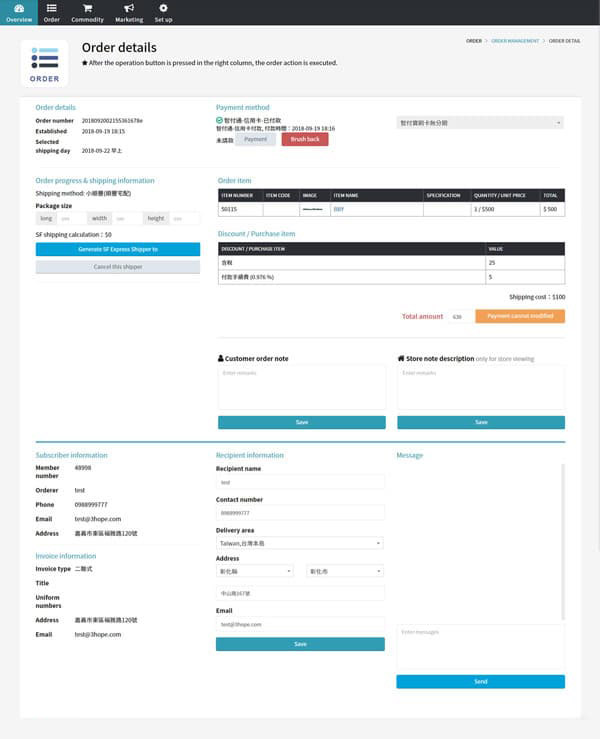 Overview
Order
Commodity
Marketing
Set up
ORDER
Order details
★ After the operation button is pressed in the right column, the order action is executed.
ORDER > ORDER MANAGEMENT > ORDER DETAIL
Order details
Order number 2018092002155361678e
Established 2018-09-19 18:15
Selected shipping day 2018-09-22 早上
Payment method
智付通-信用卡-已付款
智付通-信用卡付款, 付款時間：2018-09-19 18:16
未請款 Payment Brush back
智付寶刷卡無分期
Order progress & shipping information
Shipping method: 小順豐(順豐宅配)
Package size
long cm width cm height cm
SF shipping calculation：$0
Generate SF Express Shipper to
Cancel this shipper
Order item
ITEM NUMBER ITEM CODE IMAGE ITEM NAME SPECIFICATION QUANTITY / UNIT PRICE TOTAL
50115 BBY 1 / $500 $ 500
Discount / Purchase item
DISCOUNT / PURCHASE ITEM VALUE
含稅 25
付款手續費 (0.976 %) 5
Shipping cost：$100
Total amount 630 Payment cannot modified
Customer order note
Enter remarks
Save
Store note description only for store viewing
Enter remarks
Save
Subscriber information
Member number 48998
Orderer test
Phone 0988999777
Email test@3hope.com
Address 嘉義市東區福雅路120號
Invoice information
Invoice type 二聯式
Title
Uniform numbers
Address 嘉義市東區福雅路120號
Email test@3hope.com
Recipient information
Recipient name
test
Contact number
0988999777
Delivery area
Taiwan,台灣本島
Address
彰化縣 彰化市
中山路167號
Email
test@3hope.com
Save
Message
Enter messages
Send